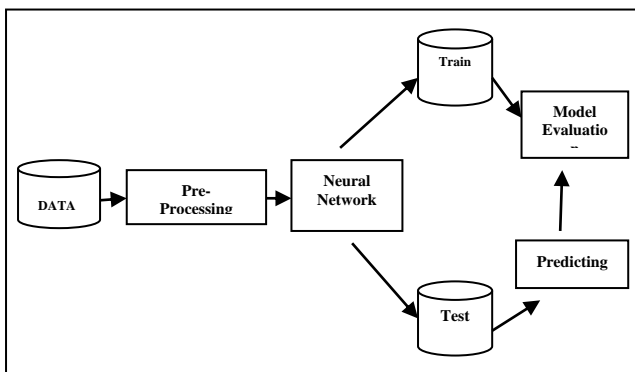 DATA
Pre-
Processing
Neural
Network
Train
Test
Predicting
Model
Evaluatio